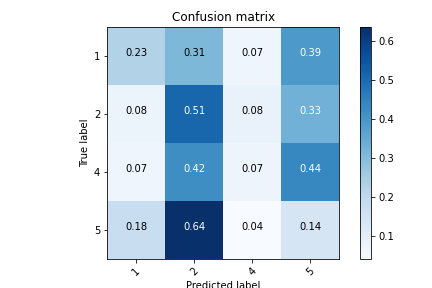 Confusion matrix
1 0.23 0.31 0.07 0.39
2 0.08 0.51 0.08 0.33
4 0.07 0.42 0.07 0.44
5 0.18 0.64 0.04 0.14
True label
1 2 4 5
Predicted label
0.6
0.5
0.4
0.3
0.2
0.1